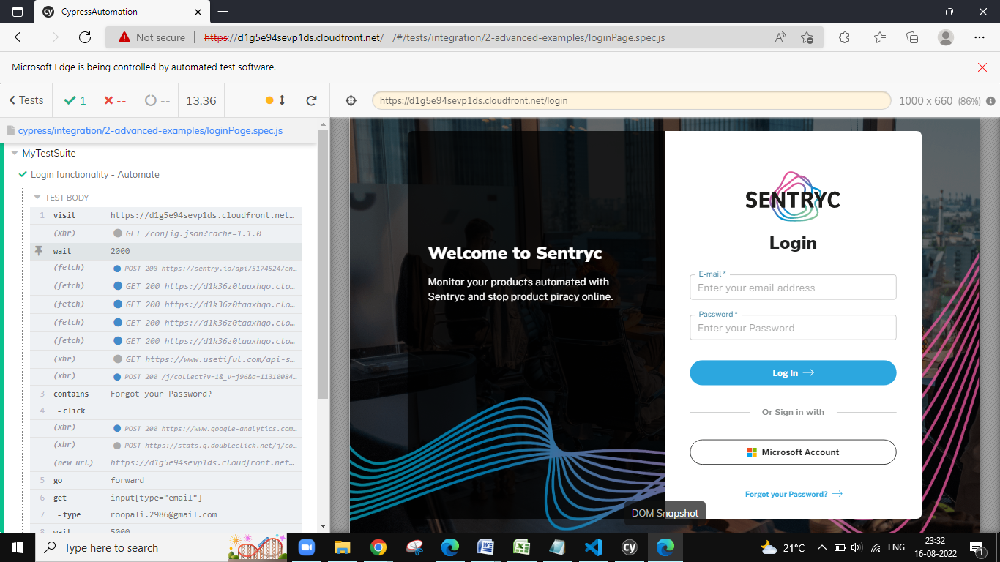 CypressAutomation
Not secure
https://d1g5e94sevp1ds.cloudfront.net/__/#/tests/integration/2-advanced-examples/loginPage.spec.js
Microsoft Edge is being controlled by automated test software.
Tests
1
--
--
13.36
https://d1g5e94sevp1ds.cloudfront.net/login
1000 x 660 (86%)
cypress/integration/2-advanced-examples/loginPage.spec.js
MyTestSuite
Login functionality - Automate
TEST BODY
1 visit https://d1g5e94sevp1ds.cloudfront.net…
(xhr) GET /config.json?cache=1.1.0
wait 2000
(fetch) POST 200 https://sentry.io/api/5174524/en…
(fetch) GET 200 https://d1k36z0taaxhqo.clo…
(fetch) GET 200 https://d1k36z0taaxhqo.clo…
(fetch) GET 200 https://d1k36z0taaxhqo.clo…
(fetch) GET 200 https://d1k36z0taaxhqo.clo…
(xhr) GET https://www.usetiful.com/api-s…
(xhr) POST 200 /j/collect?v=1&_v=j96&a=11310084…
3 contains Forgot your Password?
4 - click
(xhr) POST 200 https://www.google-analytics.com…
(xhr) POST https://stats.g.doubleclick.net/j/co…
(new url) https://d1g5e94sevp1ds.cloudfront.net…
5 go forward
6 get input[type="email"]
7 - type roopali.2986@gmail.com
8 wait 5000
Welcome to Sentryc
Monitor your products automated with
Sentryc and stop product piracy online.
SENTRYC
Login
E-mail *
Enter your email address
Password *
Enter your Password
Log In
Or Sign in with
Microsoft Account
Forgot your Password?
DOM Snapshot
Type here to search
21°C
ENG
23:32
16-08-2022
1